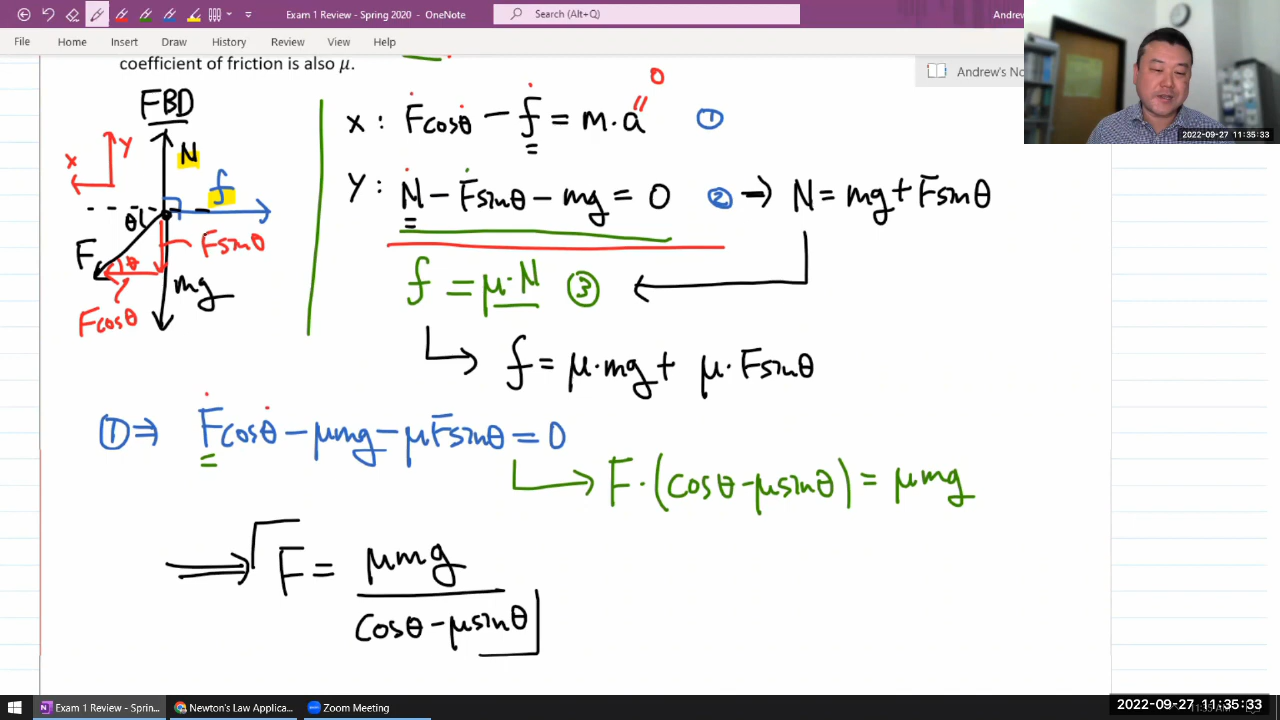 Exam 1 Review - Spring 2020 - OneNote
Search (Alt+Q)
Andrew
File Home Insert Draw History Review View Help
Andrew's No
coefficient of friction is also μ.
FBD
N
Y
x
f
θ
F
θ
Fsinθ
Fcosθ
mg
x : Fcosθ - f = m·a 0 ①
Y : N - Fsinθ - mg = 0 ② → N = mg + Fsinθ
f = μ·N ③
f = μ·mg + μ·Fsinθ
① ⇒ Fcosθ - μmg - μFsinθ = 0
F·(cosθ - μsinθ) = μmg
⟹ F = μmg
cosθ - μsinθ
2022-09-27 11:35:33
Exam 1 Review - Sprin... Newton's Law Applica... Zoom Meeting
2022-09-27 11:35:33